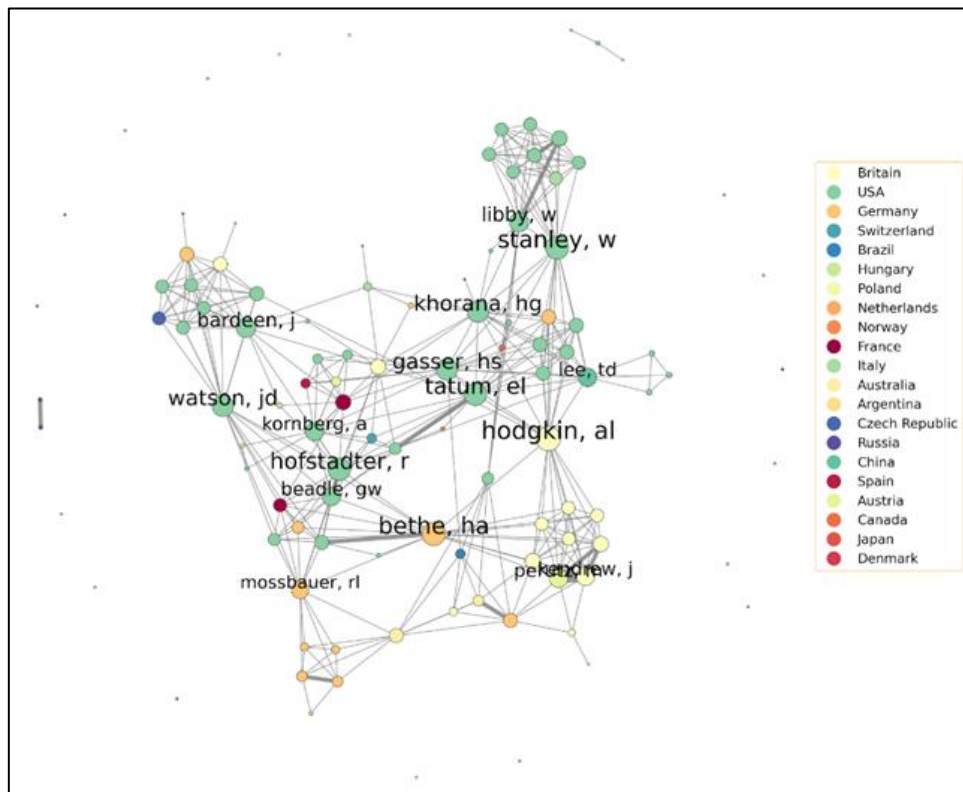 libby, w
stanley, w
khorana, hg
bardeen, j
gasser, hs
lee, td
tatum, el
watson, jd
kornberg, a
hodgkin, al
hofstadter, r
beadle, gw
bethe, ha
kendrew, j
mossbauer, rl
Britain
USA
Germany
Switzerland
Brazil
Hungary
Poland
Netherlands
Norway
France
Italy
Australia
Argentina
Czech Republic
Russia
China
Spain
Austria
Canada
Japan
Denmark